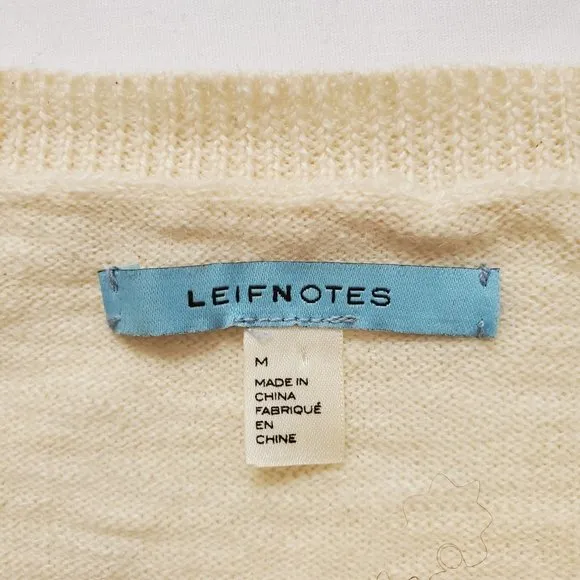 LEIFNOTES
M
MADE IN
CHINA
FABRIQUÉ
EN
CHINE